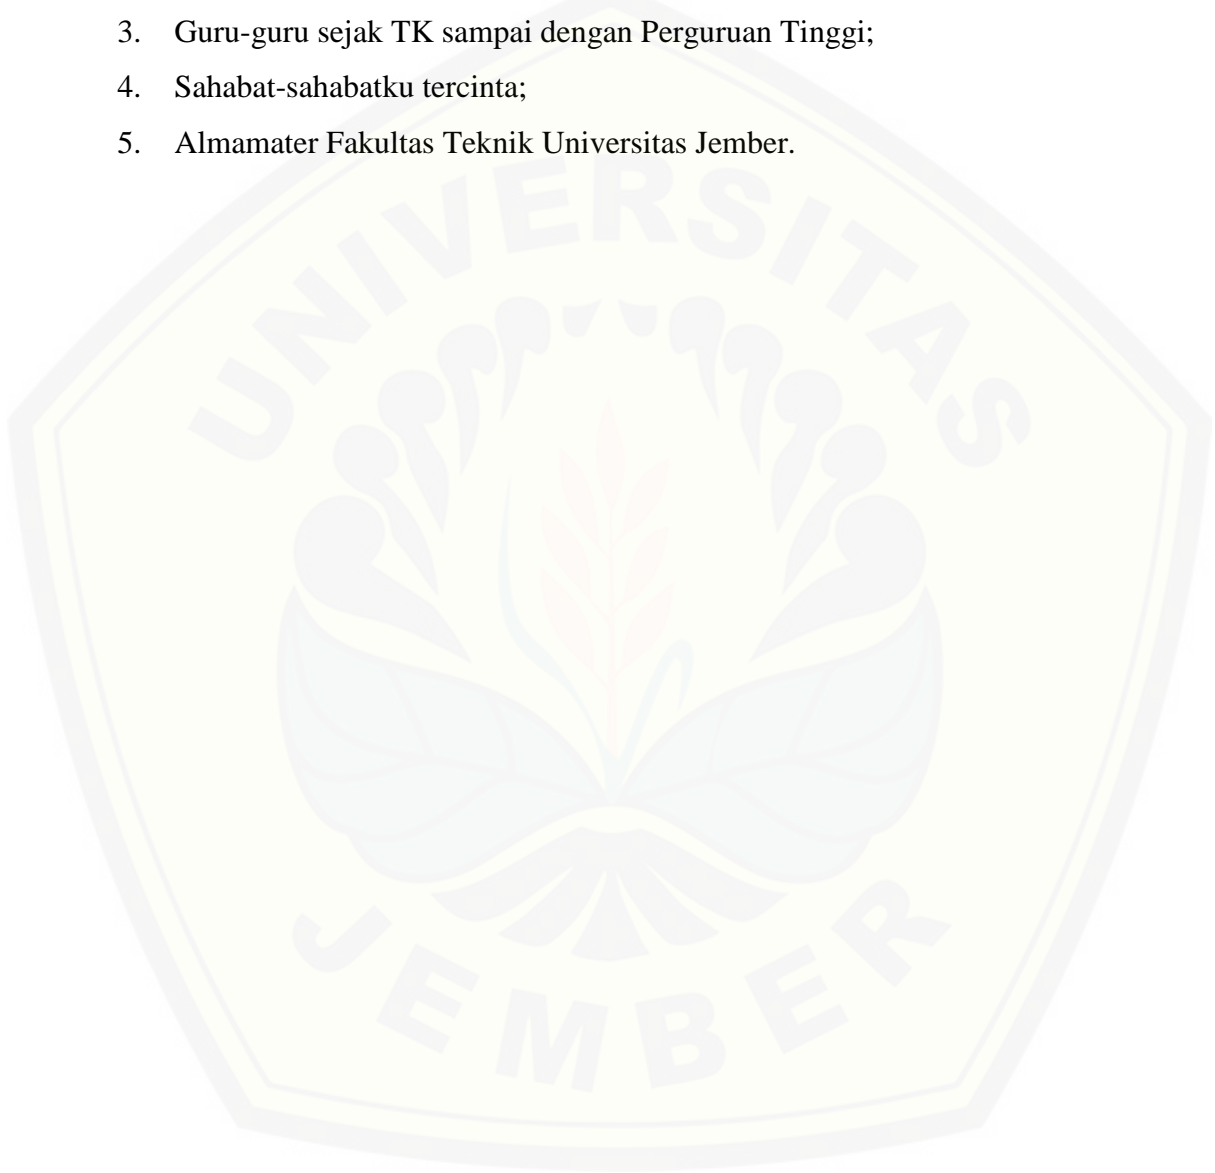 3. Guru-guru sejak TK sampai dengan Perguruan Tinggi;
4. Sahabat-sahabatku tercinta;
5. Almamater Fakultas Teknik Universitas Jember.
UNIVERSITAS
JEMBER